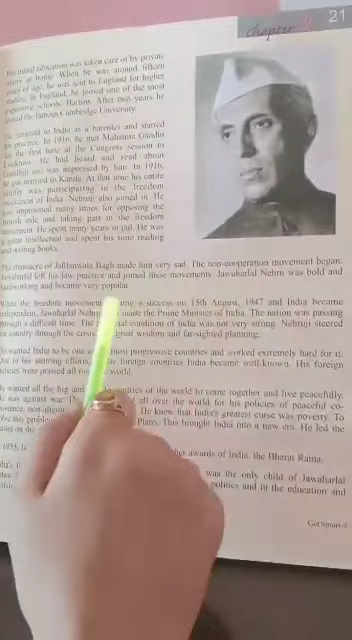 21
Chapter
His initial education was taken care of by private
tutors at home. When he was around fifteen
years of age, he was sent to England for higher
studies. In England, he joined one of the most
expensive schools, Harrow. After two years he
joined the famous Cambridge University.
He returned to India as a barrister and started
his practice. In 1916, he met Mahatma Gandhi
for the first time at the Congress session in
Lucknow. He had heard and read about
Gandhiji and was impressed by him. In 1916,
he got married to Kamla. At that time his entire
family was participating in the freedom
movement of India. Nehruji also joined in. He
was imprisoned many times for opposing the
British rule and taking part in the freedom
movement. He spent many years in jail. He was
a great intellectual and spent his time reading
and writing books.
The massacre of Jallianwala Bagh made him very sad. The non-cooperation movement began.
Jawaharlal left his law practice and joined these movements. Jawaharlal Nehru was bold and
hardworking and became very popular.
the freedom movement a success on 15th August, 1947 and India became
independent, Jawaharlal made the Prime Minister of India. The nation was passing
through a difficult time. The condition of India was not very strong. Nehruji steered
the country through the great wisdom and far-sighted planning.
He wanted India to be one most progressive countries and worked extremely hard for it.
Due to his untiring efforts, foreign countries India became well-known. His foreign
policies were praised all world.
He wanted all the big and countries of the world to come together and live peacefully.
He was against war. all over the world for his policies of peaceful co-
He knew that India's greatest curse was poverty. To
Plans. This brought India into a new era. He led the
1955, awards of India, the Bharat Ratna.
was the only child of Jawaharlal
politics and in the education and
Get Smart-5